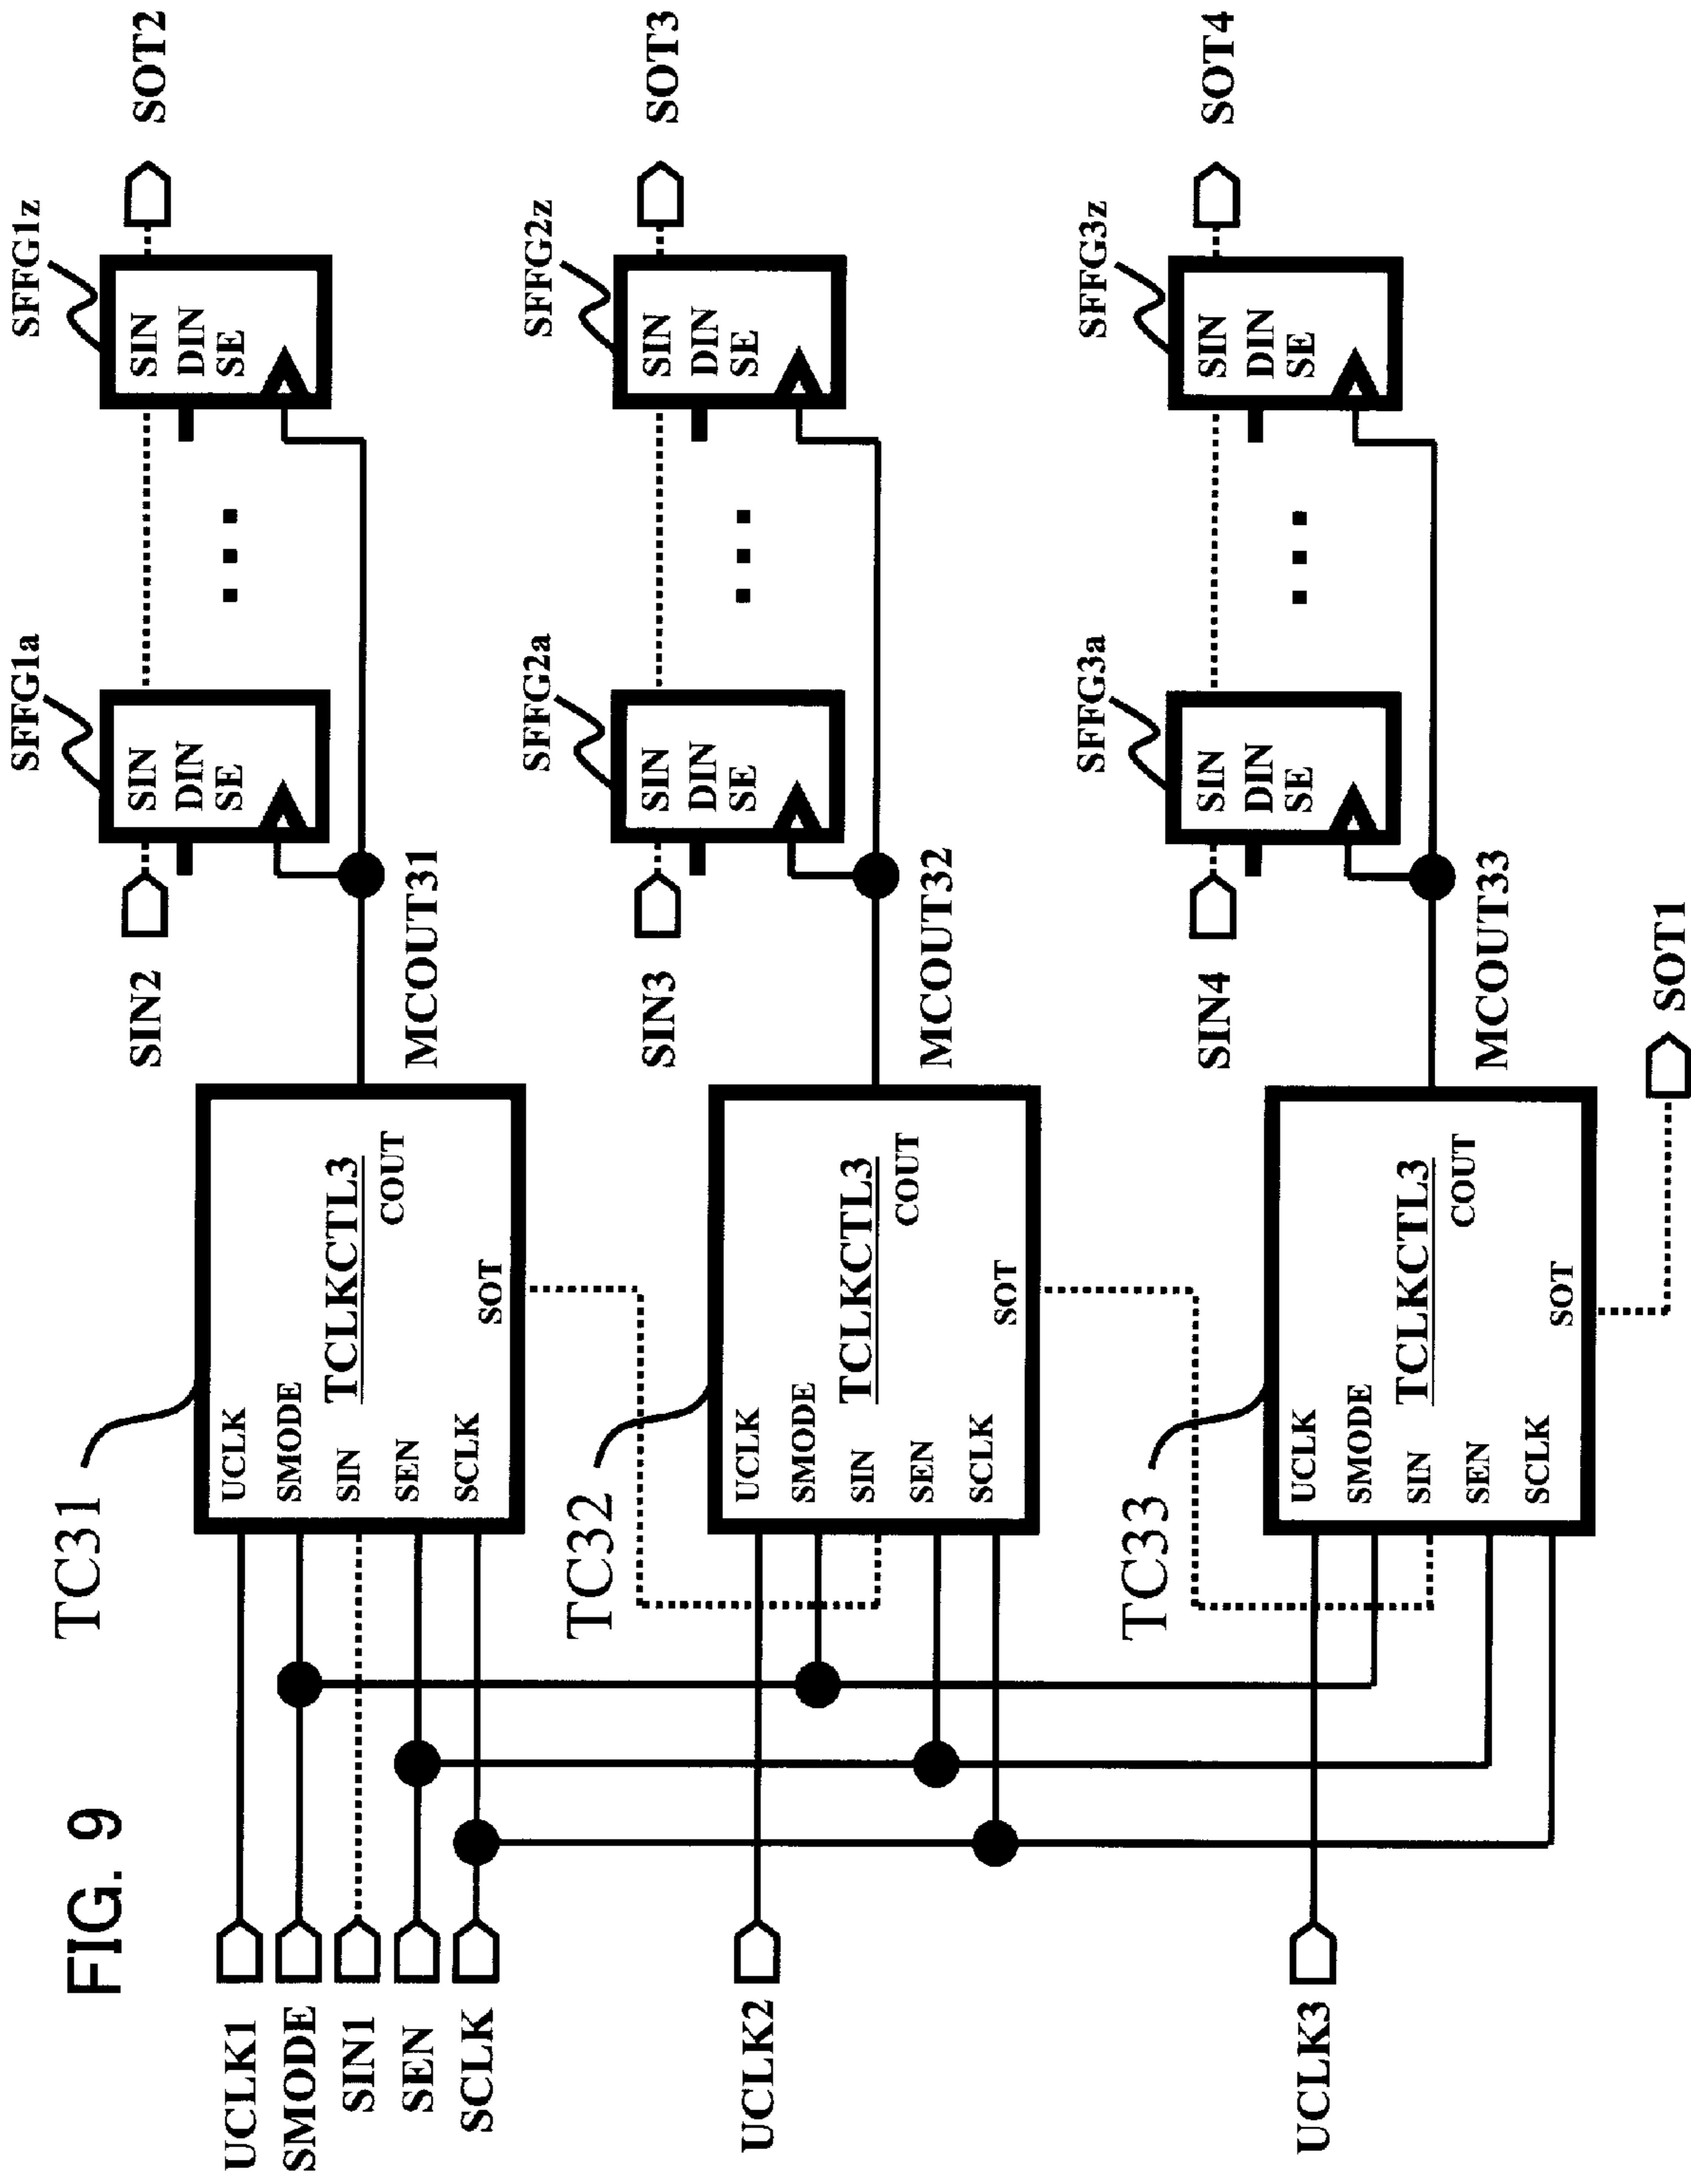 FIG. 9
UCLK1
SMODE
SIN1
SEN
SCLK
UCLK2
UCLK3
TC31
UCLK
SMODE
SIN
SEN
SCLK
TCLKCTL3
COUT
SOT
MCOUT31
SIN2
SFFG1a
SIN
DIN
SE
SFFG1z
SIN
DIN
SE
SOT2
TC32
UCLK
SMODE
SIN
SEN
SCLK
TCLKCTL3
COUT
SOT
MCOUT32
SIN3
SFFG2a
SIN
DIN
SE
SFFG2z
SIN
DIN
SE
SOT3
TC33
UCLK
SMODE
SIN
SEN
SCLK
TCLKCTL3
COUT
SOT
MCOUT33
SIN4
SFFG3a
SIN
DIN
SE
SFFG3z
SIN
DIN
SE
SOT4
SOT1